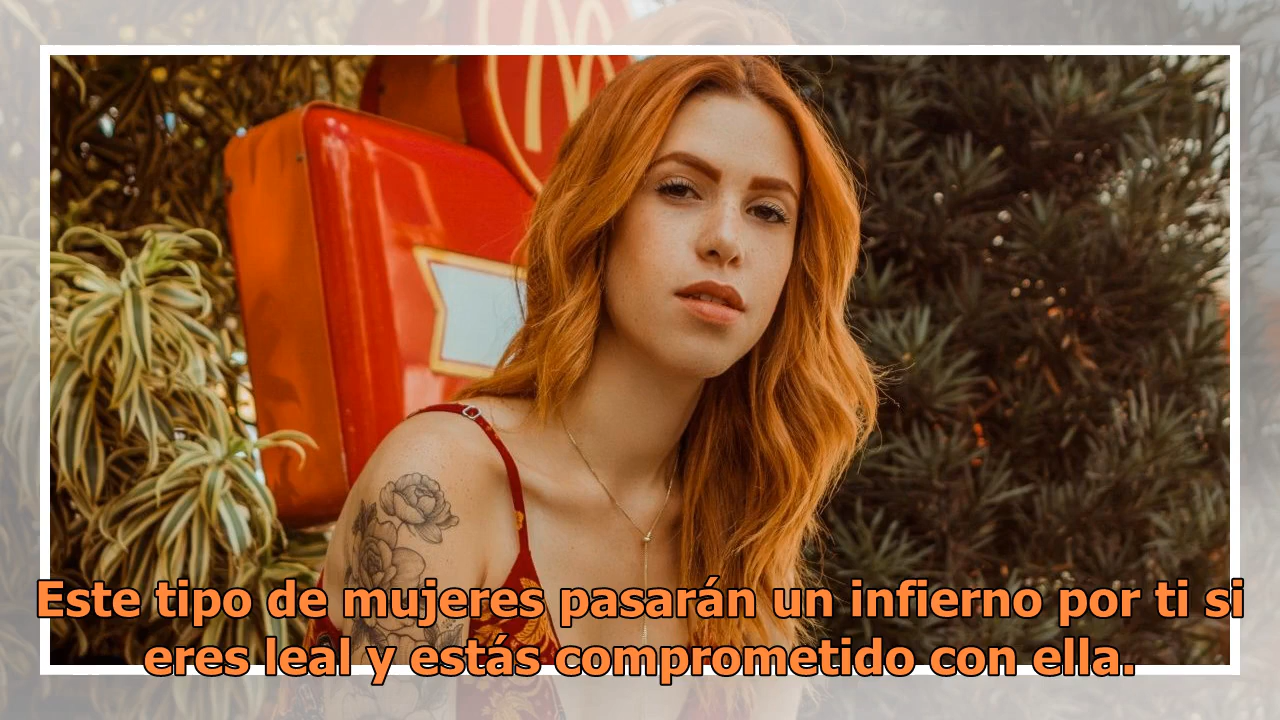 Este tipo de mujeres pasarán un infierno por ti si
eres leal y estás comprometido con ella.